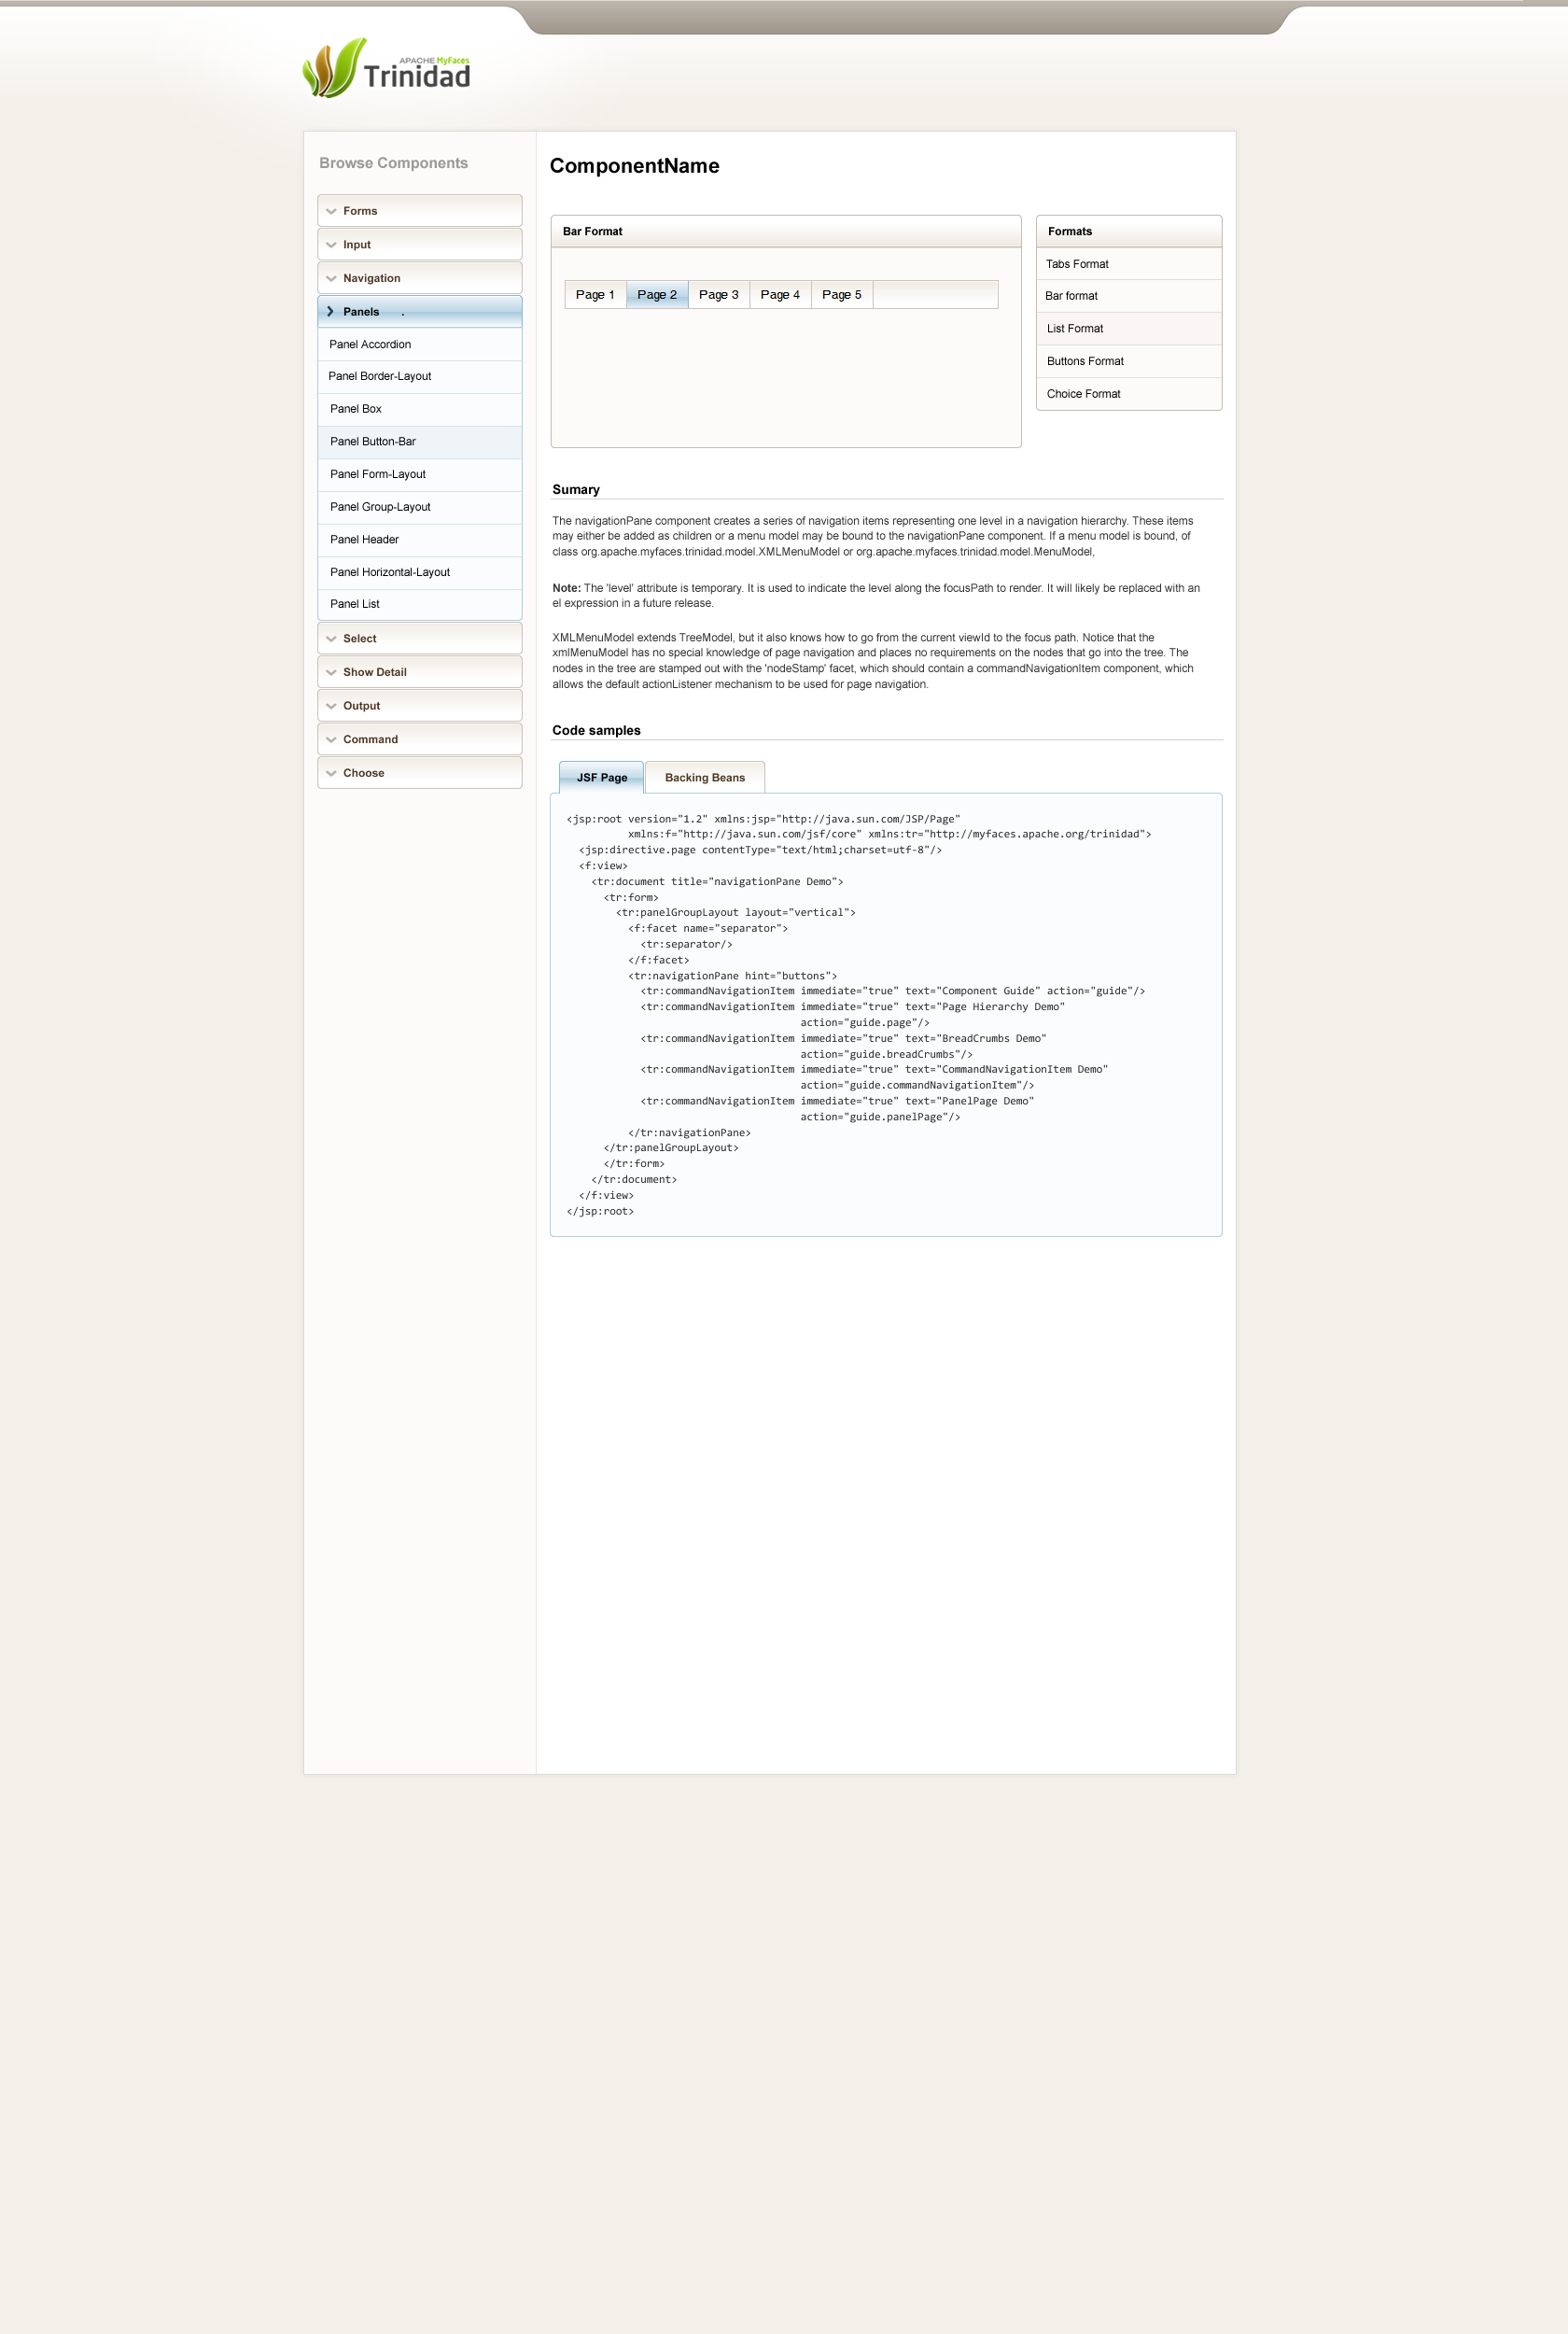 APACHE MyFaces
Trinidad
Browse Components
Forms
Input
Navigation
Panels .
Panel Accordion
Panel Border-Layout
Panel Box
Panel Button-Bar
Panel Form-Layout
Panel Group-Layout
Panel Header
Panel Horizontal-Layout
Panel List
Select
Show Detail
Output
Command
Choose
ComponentName
Bar Format
Page 1 Page 2 Page 3 Page 4 Page 5
Formats
Tabs Format
Bar format
List Format
Buttons Format
Choice Format
Sumary
The navigationPane component creates a series of navigation items representing one level in a navigation hierarchy. These items
may either be added as children or a menu model may be bound to the navigationPane component. If a menu model is bound, of
class org.apache.myfaces.trinidad.model.XMLMenuModel or org.apache.myfaces.trinidad.model.MenuModel,
Note: The 'level' attribute is temporary. It is used to indicate the level along the focusPath to render. It will likely be replaced with an
el expression in a future release.
XMLMenuModel extends TreeModel, but it also knows how to go from the current viewId to the focus path. Notice that the
xmlMenuModel has no special knowledge of page navigation and places no requirements on the nodes that go into the tree. The
nodes in the tree are stamped out with the 'nodeStamp' facet, which should contain a commandNavigationItem component, which
allows the default actionListener mechanism to be used for page navigation.
Code samples
JSF Page Backing Beans
<jsp:root version="1.2" xmlns:jsp="http://java.sun.com/JSP/Page"
          xmlns:f="http://java.sun.com/jsf/core" xmlns:tr="http://myfaces.apache.org/trinidad">
  <jsp:directive.page contentType="text/html;charset=utf-8"/>
  <f:view>
    <tr:document title="navigationPane Demo">
      <tr:form>
        <tr:panelGroupLayout layout="vertical">
          <f:facet name="separator">
            <tr:separator/>
          </f:facet>
          <tr:navigationPane hint="buttons">
            <tr:commandNavigationItem immediate="true" text="Component Guide" action="guide"/>
            <tr:commandNavigationItem immediate="true" text="Page Hierarchy Demo"
                                      action="guide.page"/>
            <tr:commandNavigationItem immediate="true" text="BreadCrumbs Demo"
                                      action="guide.breadCrumbs"/>
            <tr:commandNavigationItem immediate="true" text="CommandNavigationItem Demo"
                                      action="guide.commandNavigationItem"/>
            <tr:commandNavigationItem immediate="true" text="PanelPage Demo"
                                      action="guide.panelPage"/>
          </tr:navigationPane>
      </tr:panelGroupLayout>
      </tr:form>
    </tr:document>
  </f:view>
</jsp:root>